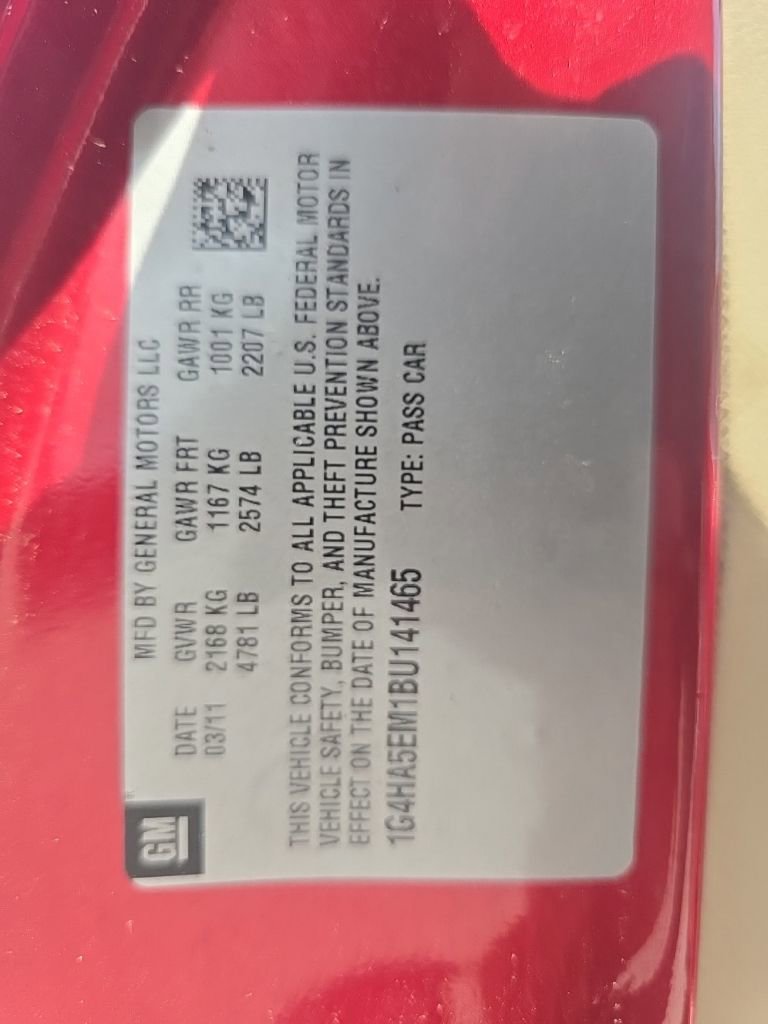 GM
MFD BY GENERAL MOTORS LLC
DATE GVWR GAWR FRT GAWR RR
03/11 2168 KG 1167 KG 1001 KG
4781 LB 2574 LB 2207 LB
THIS VEHICLE CONFORMS TO ALL APPLICABLE U.S. FEDERAL MOTOR
VEHICLE SAFETY, BUMPER, AND THEFT PREVENTION STANDARDS IN
EFFECT ON THE DATE OF MANUFACTURE SHOWN ABOVE.
1G4HA5EM1BU141465 TYPE: PASS CAR